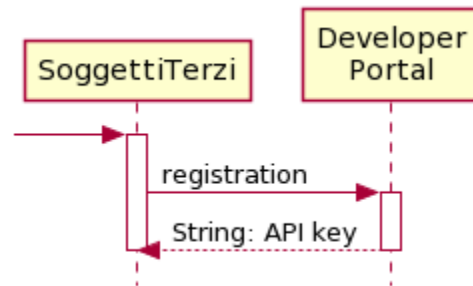 SoggettiTerzi
Developer
Portal
registration
String: API key